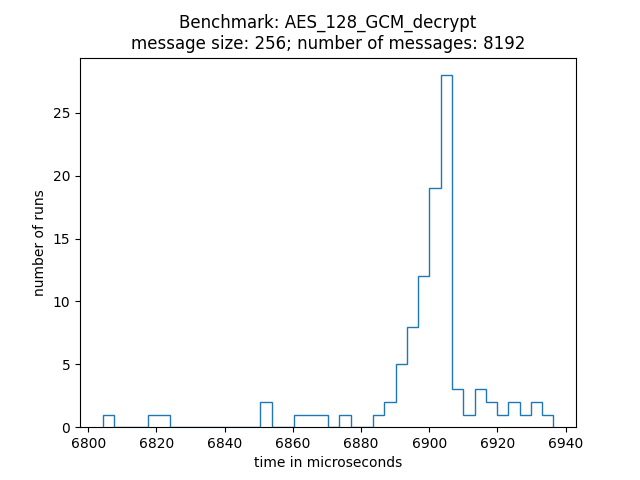 Benchmark: AES_128_GCM_decrypt
message size: 256; number of messages: 8192
number of runs
25
20
15
10
5
0
6800 6820 6840 6860 6880 6900 6920 6940
time in microseconds